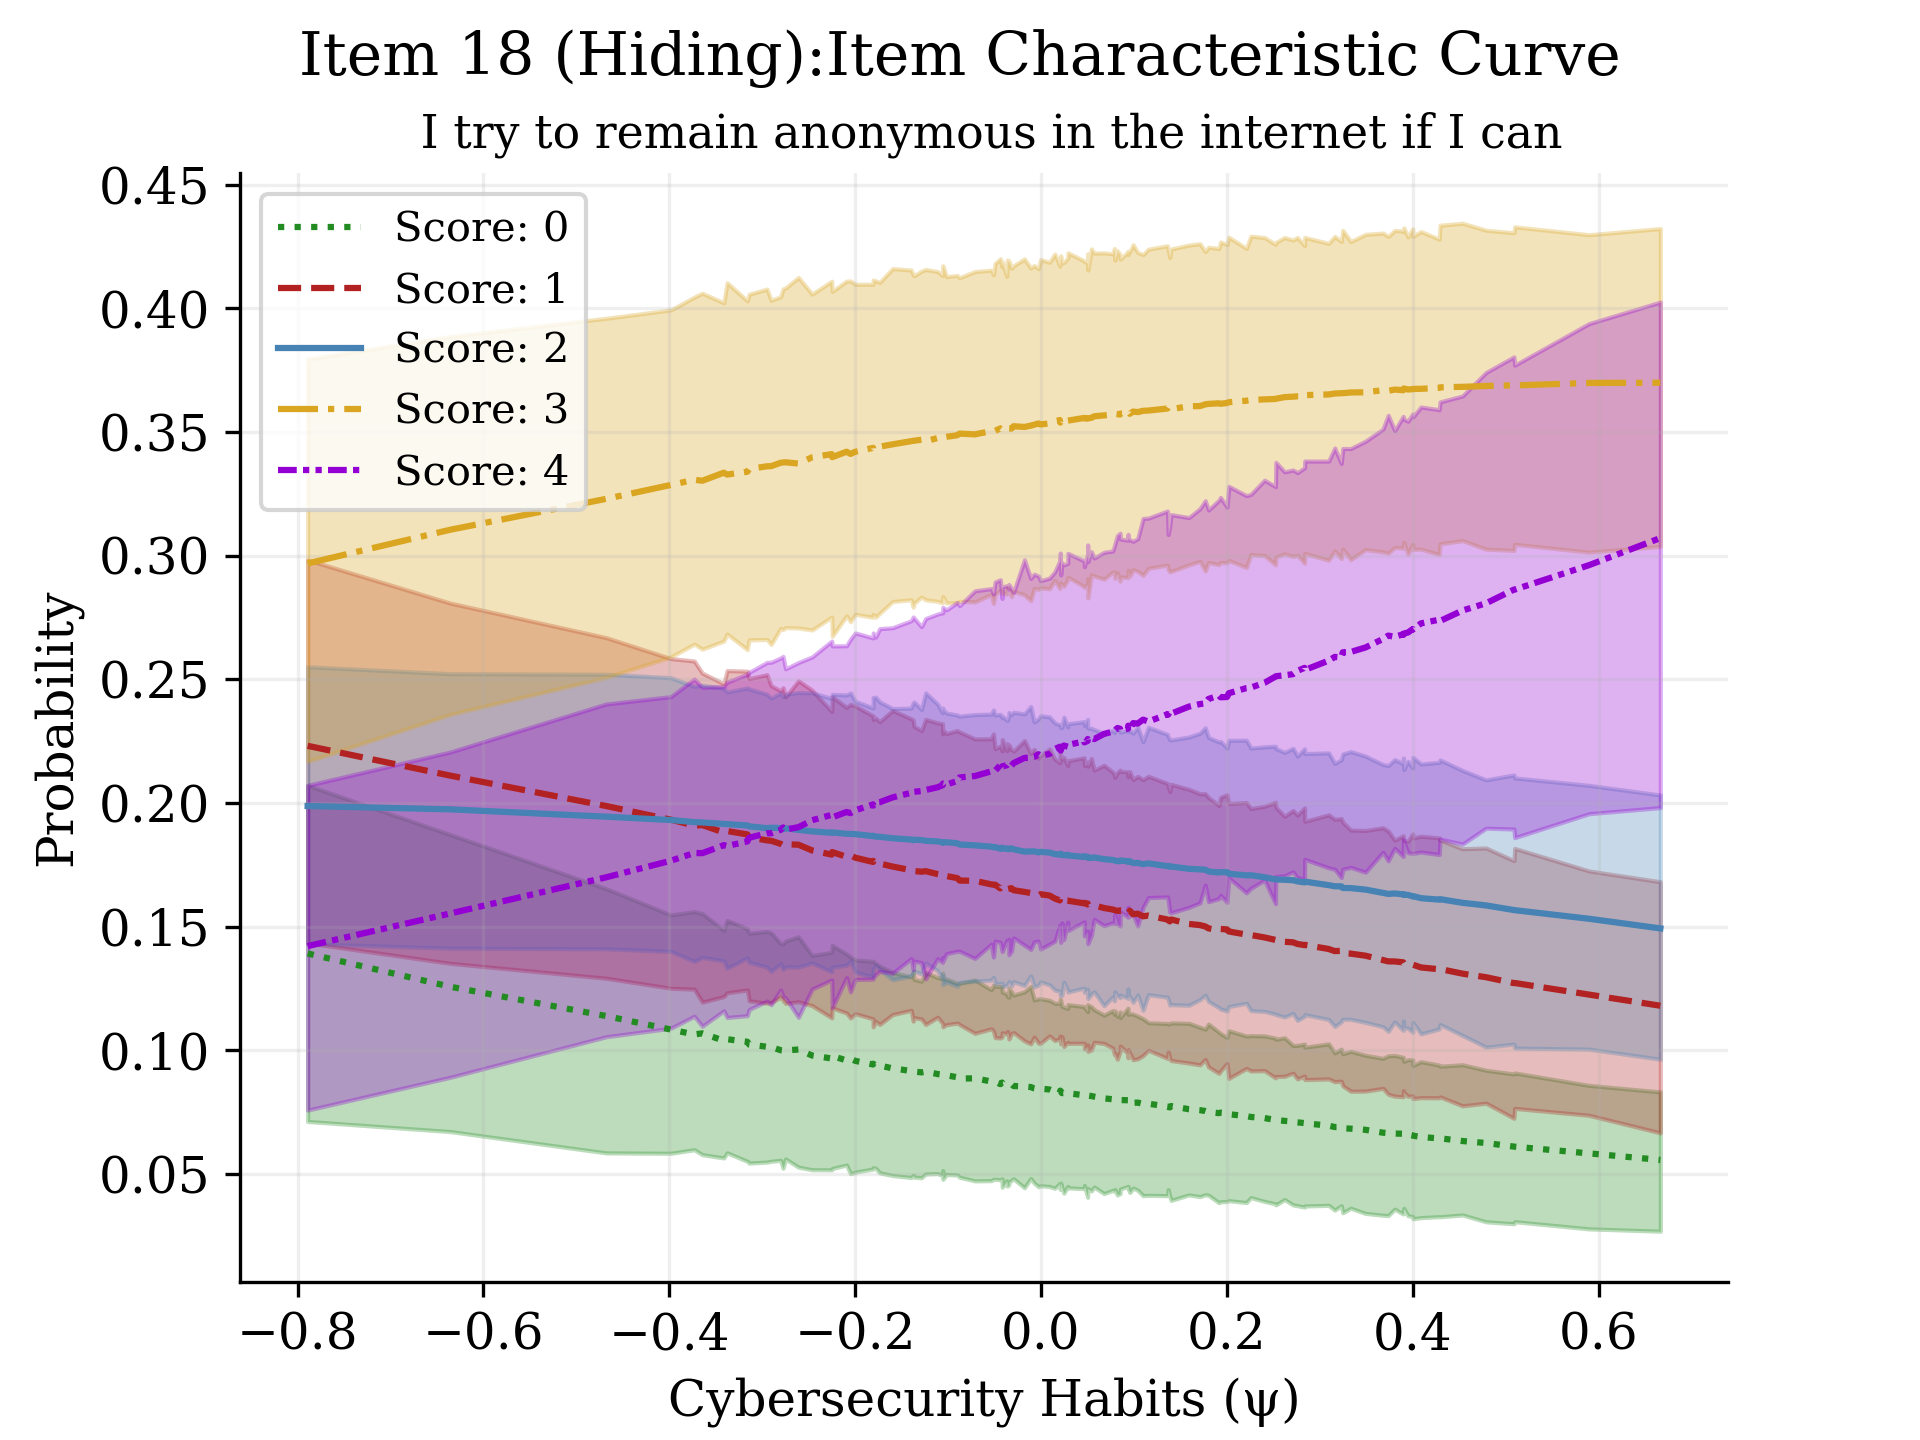 Item 18 (Hiding):Item Characteristic Curve
I try to remain anonymous in the internet if I can
Score: 0
Score: 1
Score: 2
Score: 3
Score: 4
0.45
0.40
0.35
0.30
0.25
0.20
0.15
0.10
0.05
Probability
−0.8 −0.6 −0.4 −0.2 0.0 0.2 0.4 0.6
Cybersecurity Habits (ψ)